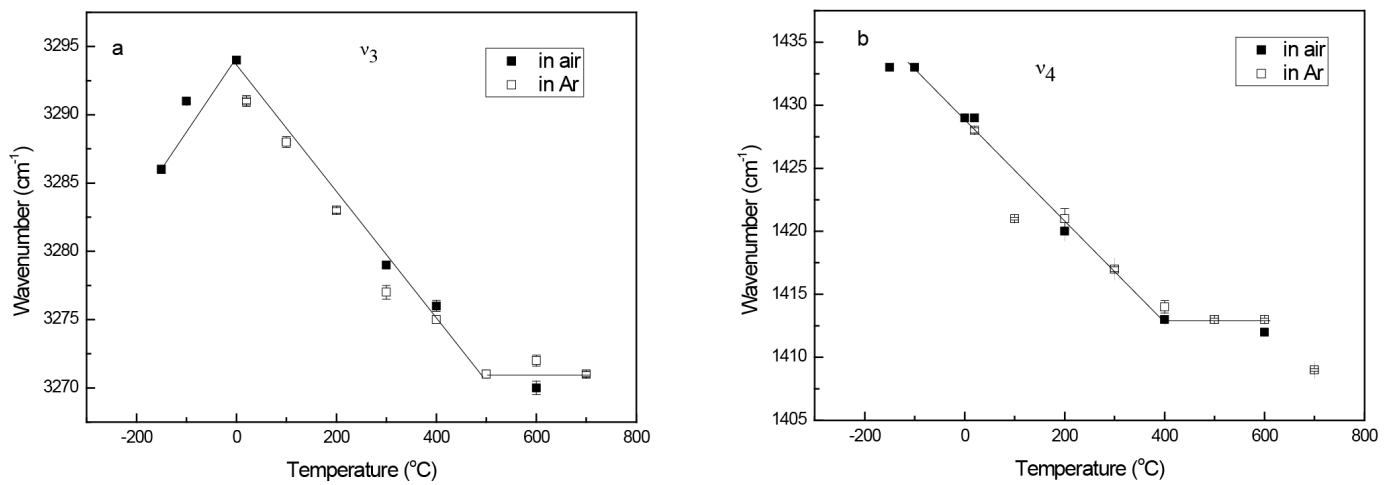 a
ν3
in air
in Ar
3295
3290
3285
3280
3275
3270
Wavenumber (cm-1)
-200
0
200
400
600
800
Temperature (oC)
b
ν4
in air
in Ar
1435
1430
1425
1420
1415
1410
1405
Wavenumber (cm-1)
-200
0
200
400
600
800
Temperature (oC)